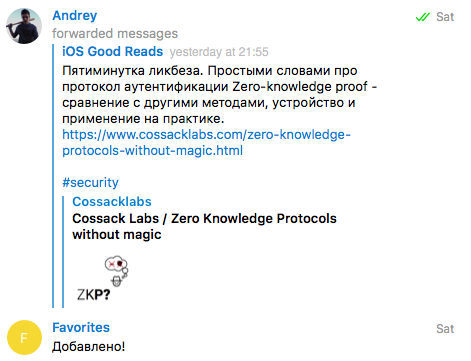 Andrey
Sat
forwarded messages
iOS Good Reads yesterday at 21:55
Пятиминутка ликбеза. Простыми словами про
протокол аутентификации Zero-knowledge proof -
сравнение с другими методами, устройство и
применение на практике.
https://www.cossacklabs.com/zero-knowledge-
protocols-without-magic.html
#security
Cossacklabs
Cossack Labs / Zero Knowledge Protocols
without magic
ZKP?
F
Favorites
Sat
Добавлено!